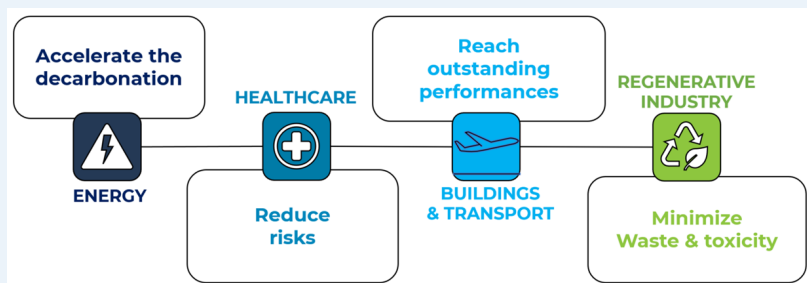 Accelerate the
decarbonation
ENERGY
HEALTHCARE
Reduce
risks
Reach
outstanding
performances
BUILDINGS
& TRANSPORT
REGENERATIVE
INDUSTRY
Minimize
Waste & toxicity